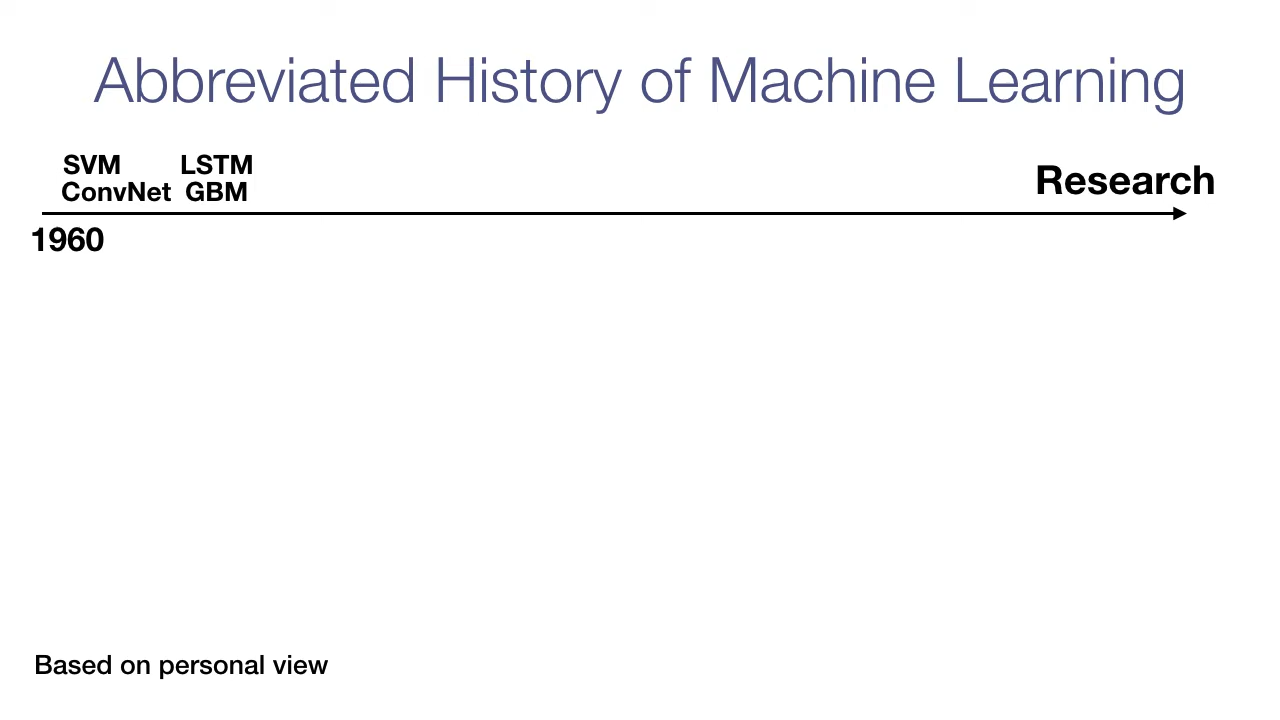 Abbreviated History of Machine Learning
SVM LSTM
ConvNet GBM
Research
1960
Based on personal view